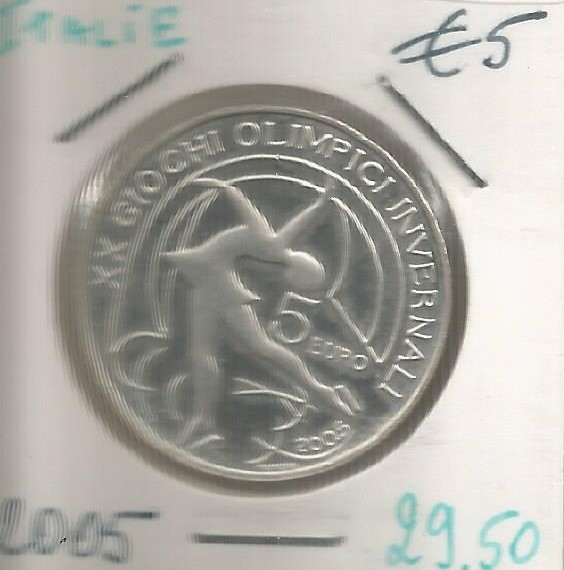 ITALIE
€5
XX GIOCHI OLIMPICI INVERNALI
5
EURO
2005
2005
29.50